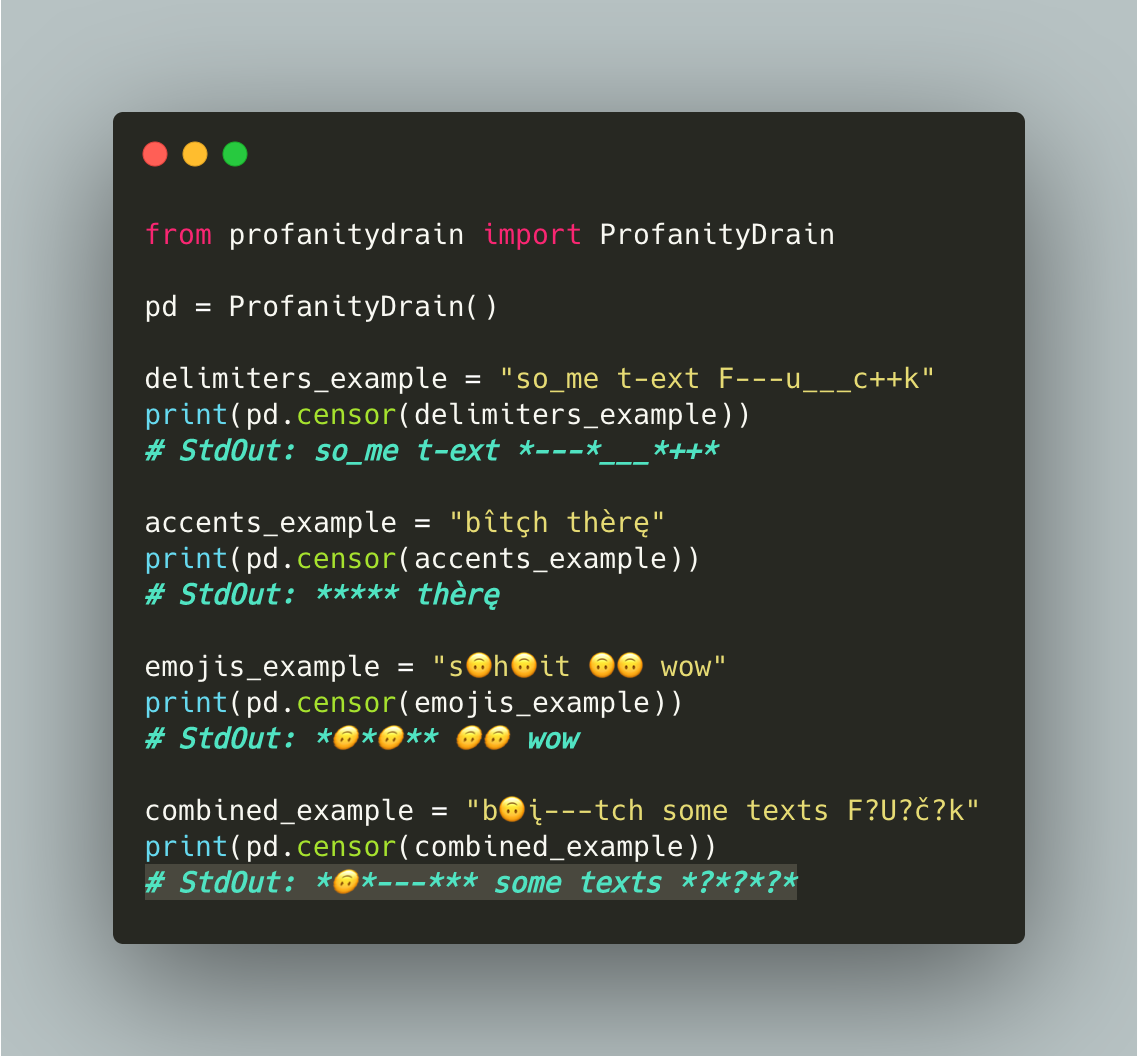 from profanitydrain import ProfanityDrain
pd = ProfanityDrain()
delimiters_example = "so_me t-ext F---u___c++k"
print(pd.censor(delimiters_example))
# StdOut: so_me t-ext *---*___*++*
accents_example = "bîtçh thèrę"
print(pd.censor(accents_example))
# StdOut: ***** thèrę
emojis_example = "s🙃h🙃it 🙃🙃 wow"
print(pd.censor(emojis_example))
# StdOut: *🙃*🙃** 🙃🙃 wow
combined_example = "b🙃į---tch some texts F?U?č?k"
print(pd.censor(combined_example))
# StdOut: *🙃*---*** some texts *?*?*?*